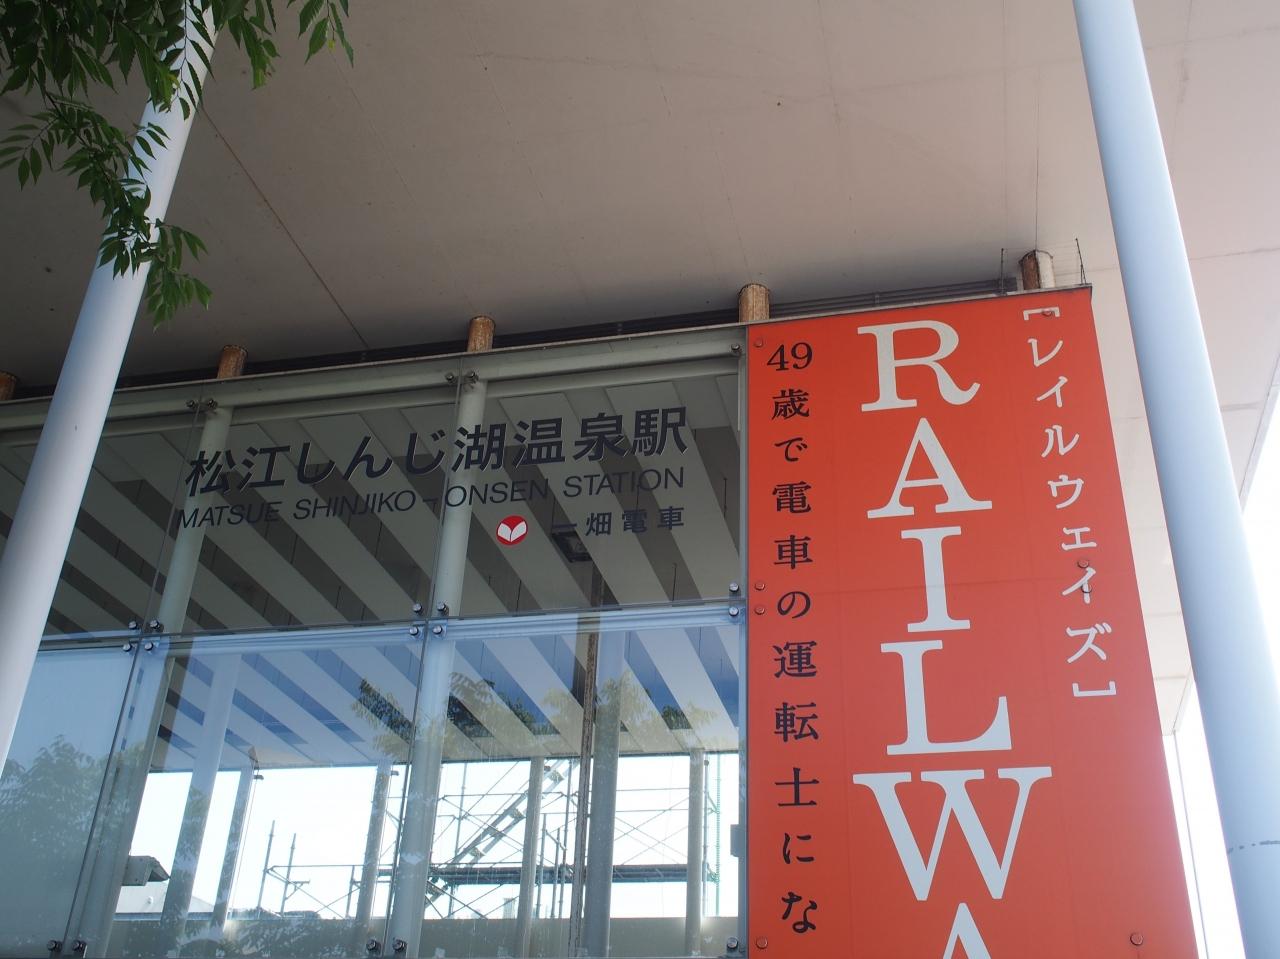 松江しんじ湖温泉駅
MATSUE SHINJIKO-ONSEN STATION
一畑電車
[レイルウェイズ]
RAILWA
49歳で電車の運転士にな